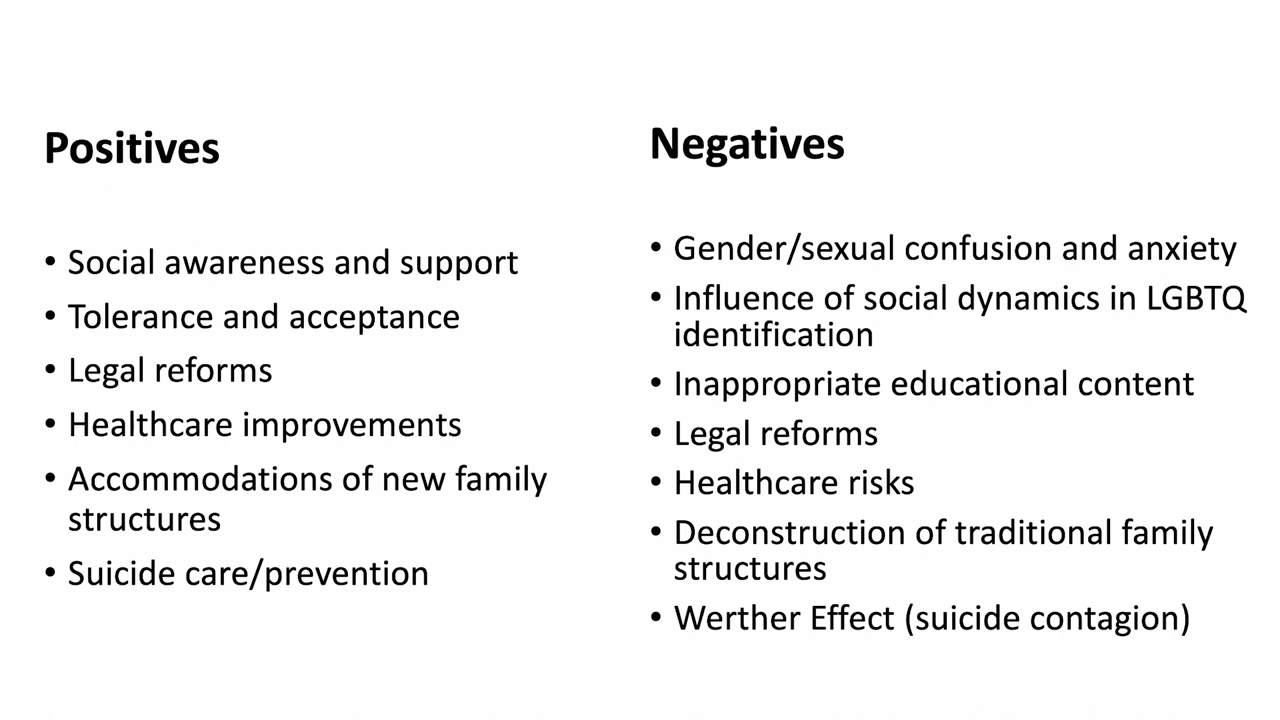 Positives
• Social awareness and support
• Tolerance and acceptance
• Legal reforms
• Healthcare improvements
• Accommodations of new family
structures
• Suicide care/prevention
Negatives
• Gender/sexual confusion and anxiety
• Influence of social dynamics in LGBTQ
identification
• Inappropriate educational content
• Legal reforms
• Healthcare risks
• Deconstruction of traditional family
structures
• Werther Effect (suicide contagion)